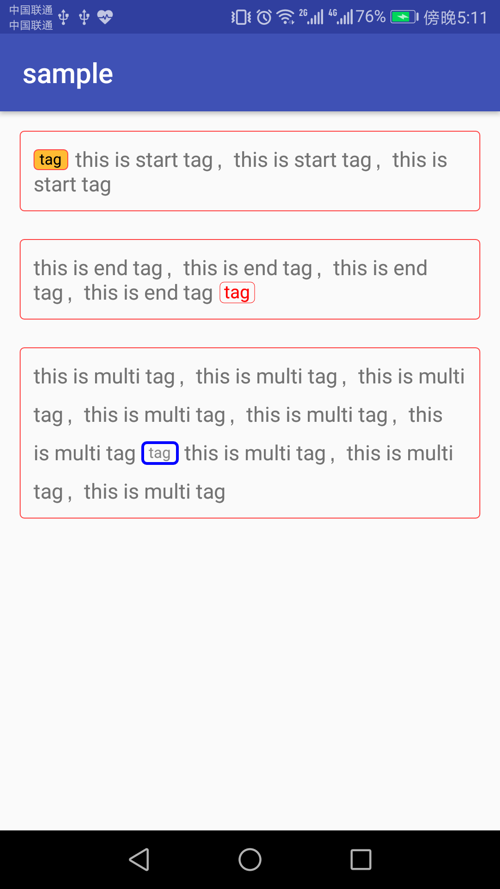 中国联通
中国联通
2G 4G 76% 傍晚5:11
sample
tag this is start tag，this is start tag，this is
start tag
this is end tag，this is end tag，this is end
tag，this is end tag tag
this is multi tag，this is multi tag，this is multi
tag，this is multi tag，this is multi tag，this
is multi tag tag this is multi tag，this is multi
tag，this is multi tag